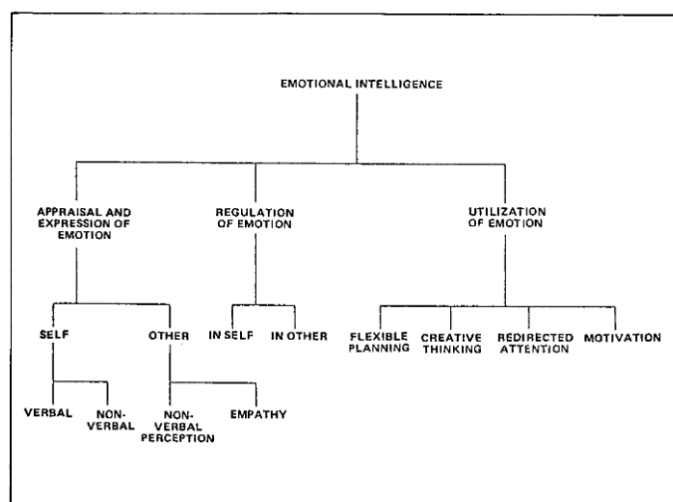 EMOTIONAL INTELLIGENCE
APPRAISAL AND
EXPRESSION OF
EMOTION
REGULATION
OF EMOTION
UTILIZATION
OF EMOTION
SELF
OTHER
IN SELF
IN OTHER
FLEXIBLE
PLANNING
CREATIVE
THINKING
REDIRECTED
ATTENTION
MOTIVATION
VERBAL
NON-
VERBAL
NON-
VERBAL
PERCEPTION
EMPATHY